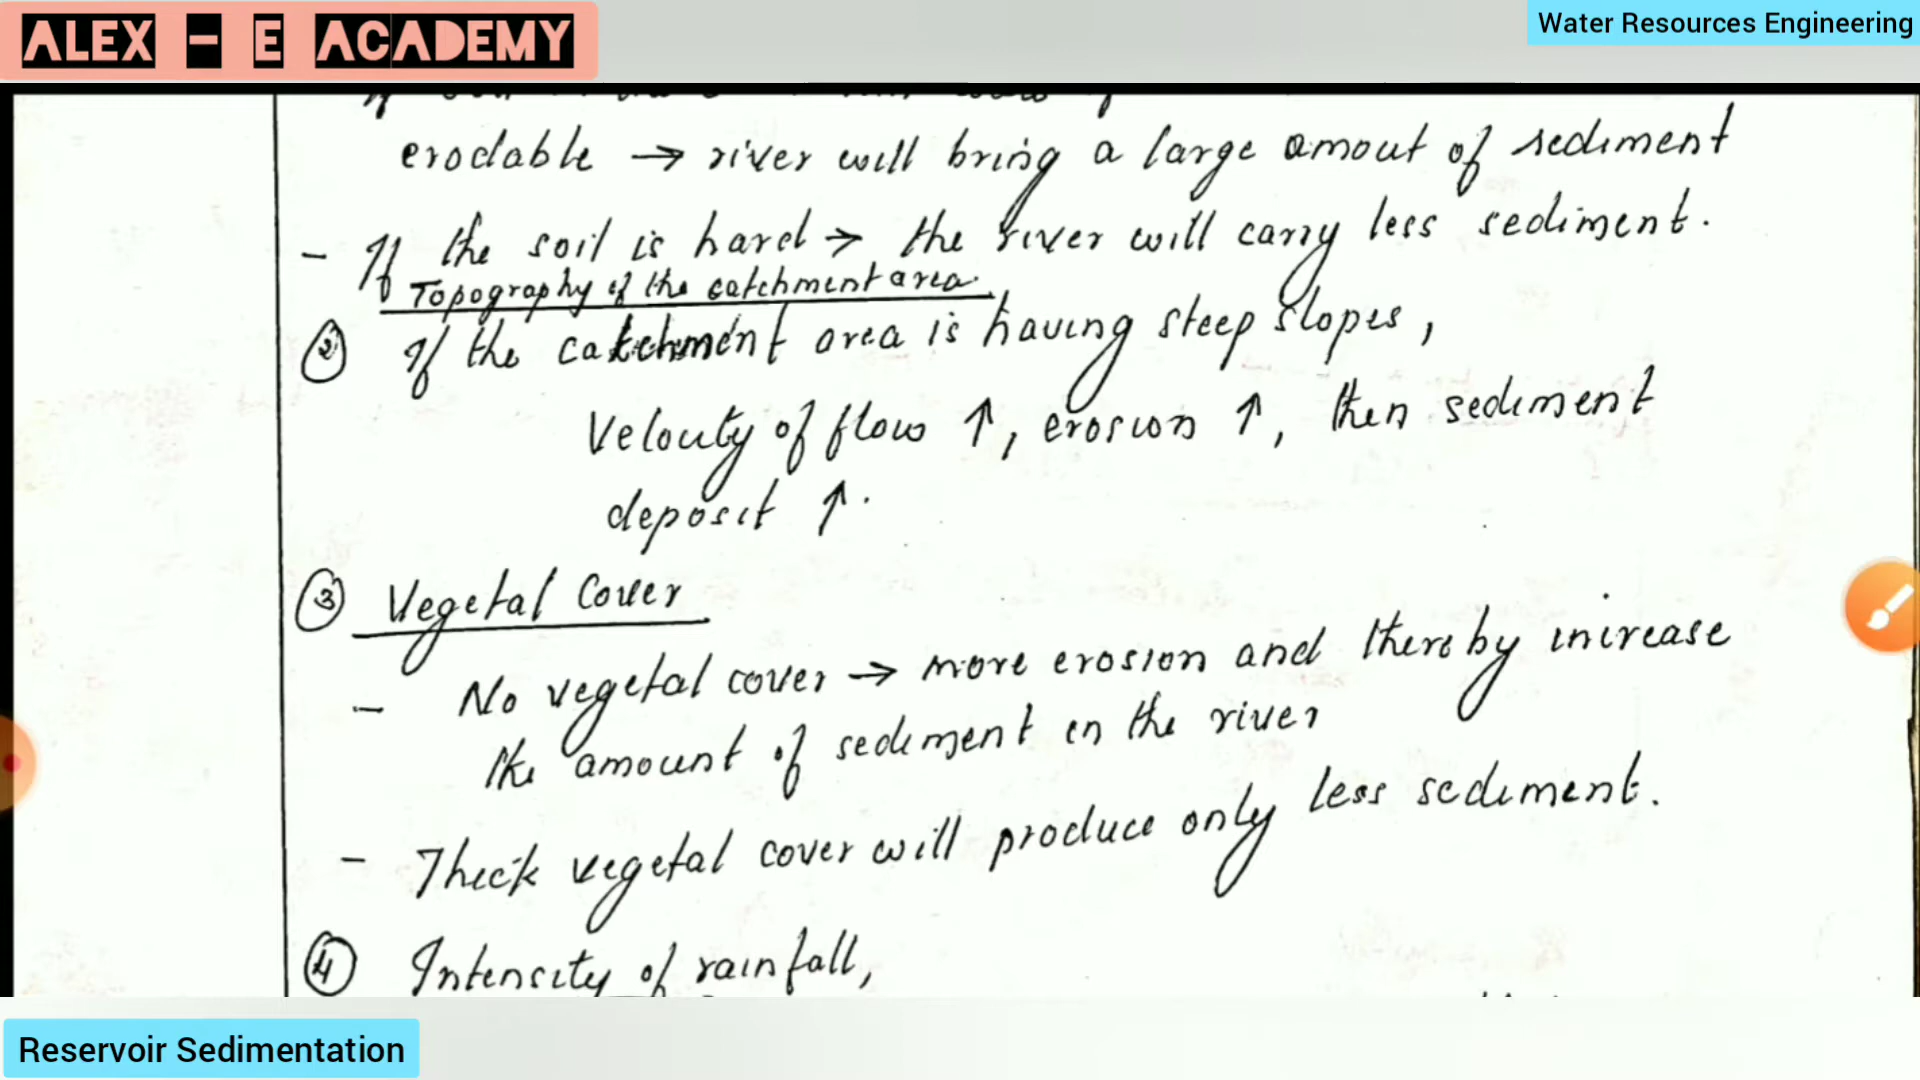 ALEX - E ACADEMY
Water Resources Engineering
erodable → river will bring a large amout of sediment
- If the soil is hard → the river will carry less sediment.
Topography of the catchment area.
② If the catchment area is having steep slopes,
Velocity of flow ↑, erosion ↑, then sediment
deposit ↑.
③ Vegetal Cover
- No vegetal cover → more erosion and thereby increase
the amount of sediment in the river
- Thick vegetal cover will produce only less sediment.
④ Intensity of rainfall,
Reservoir Sedimentation